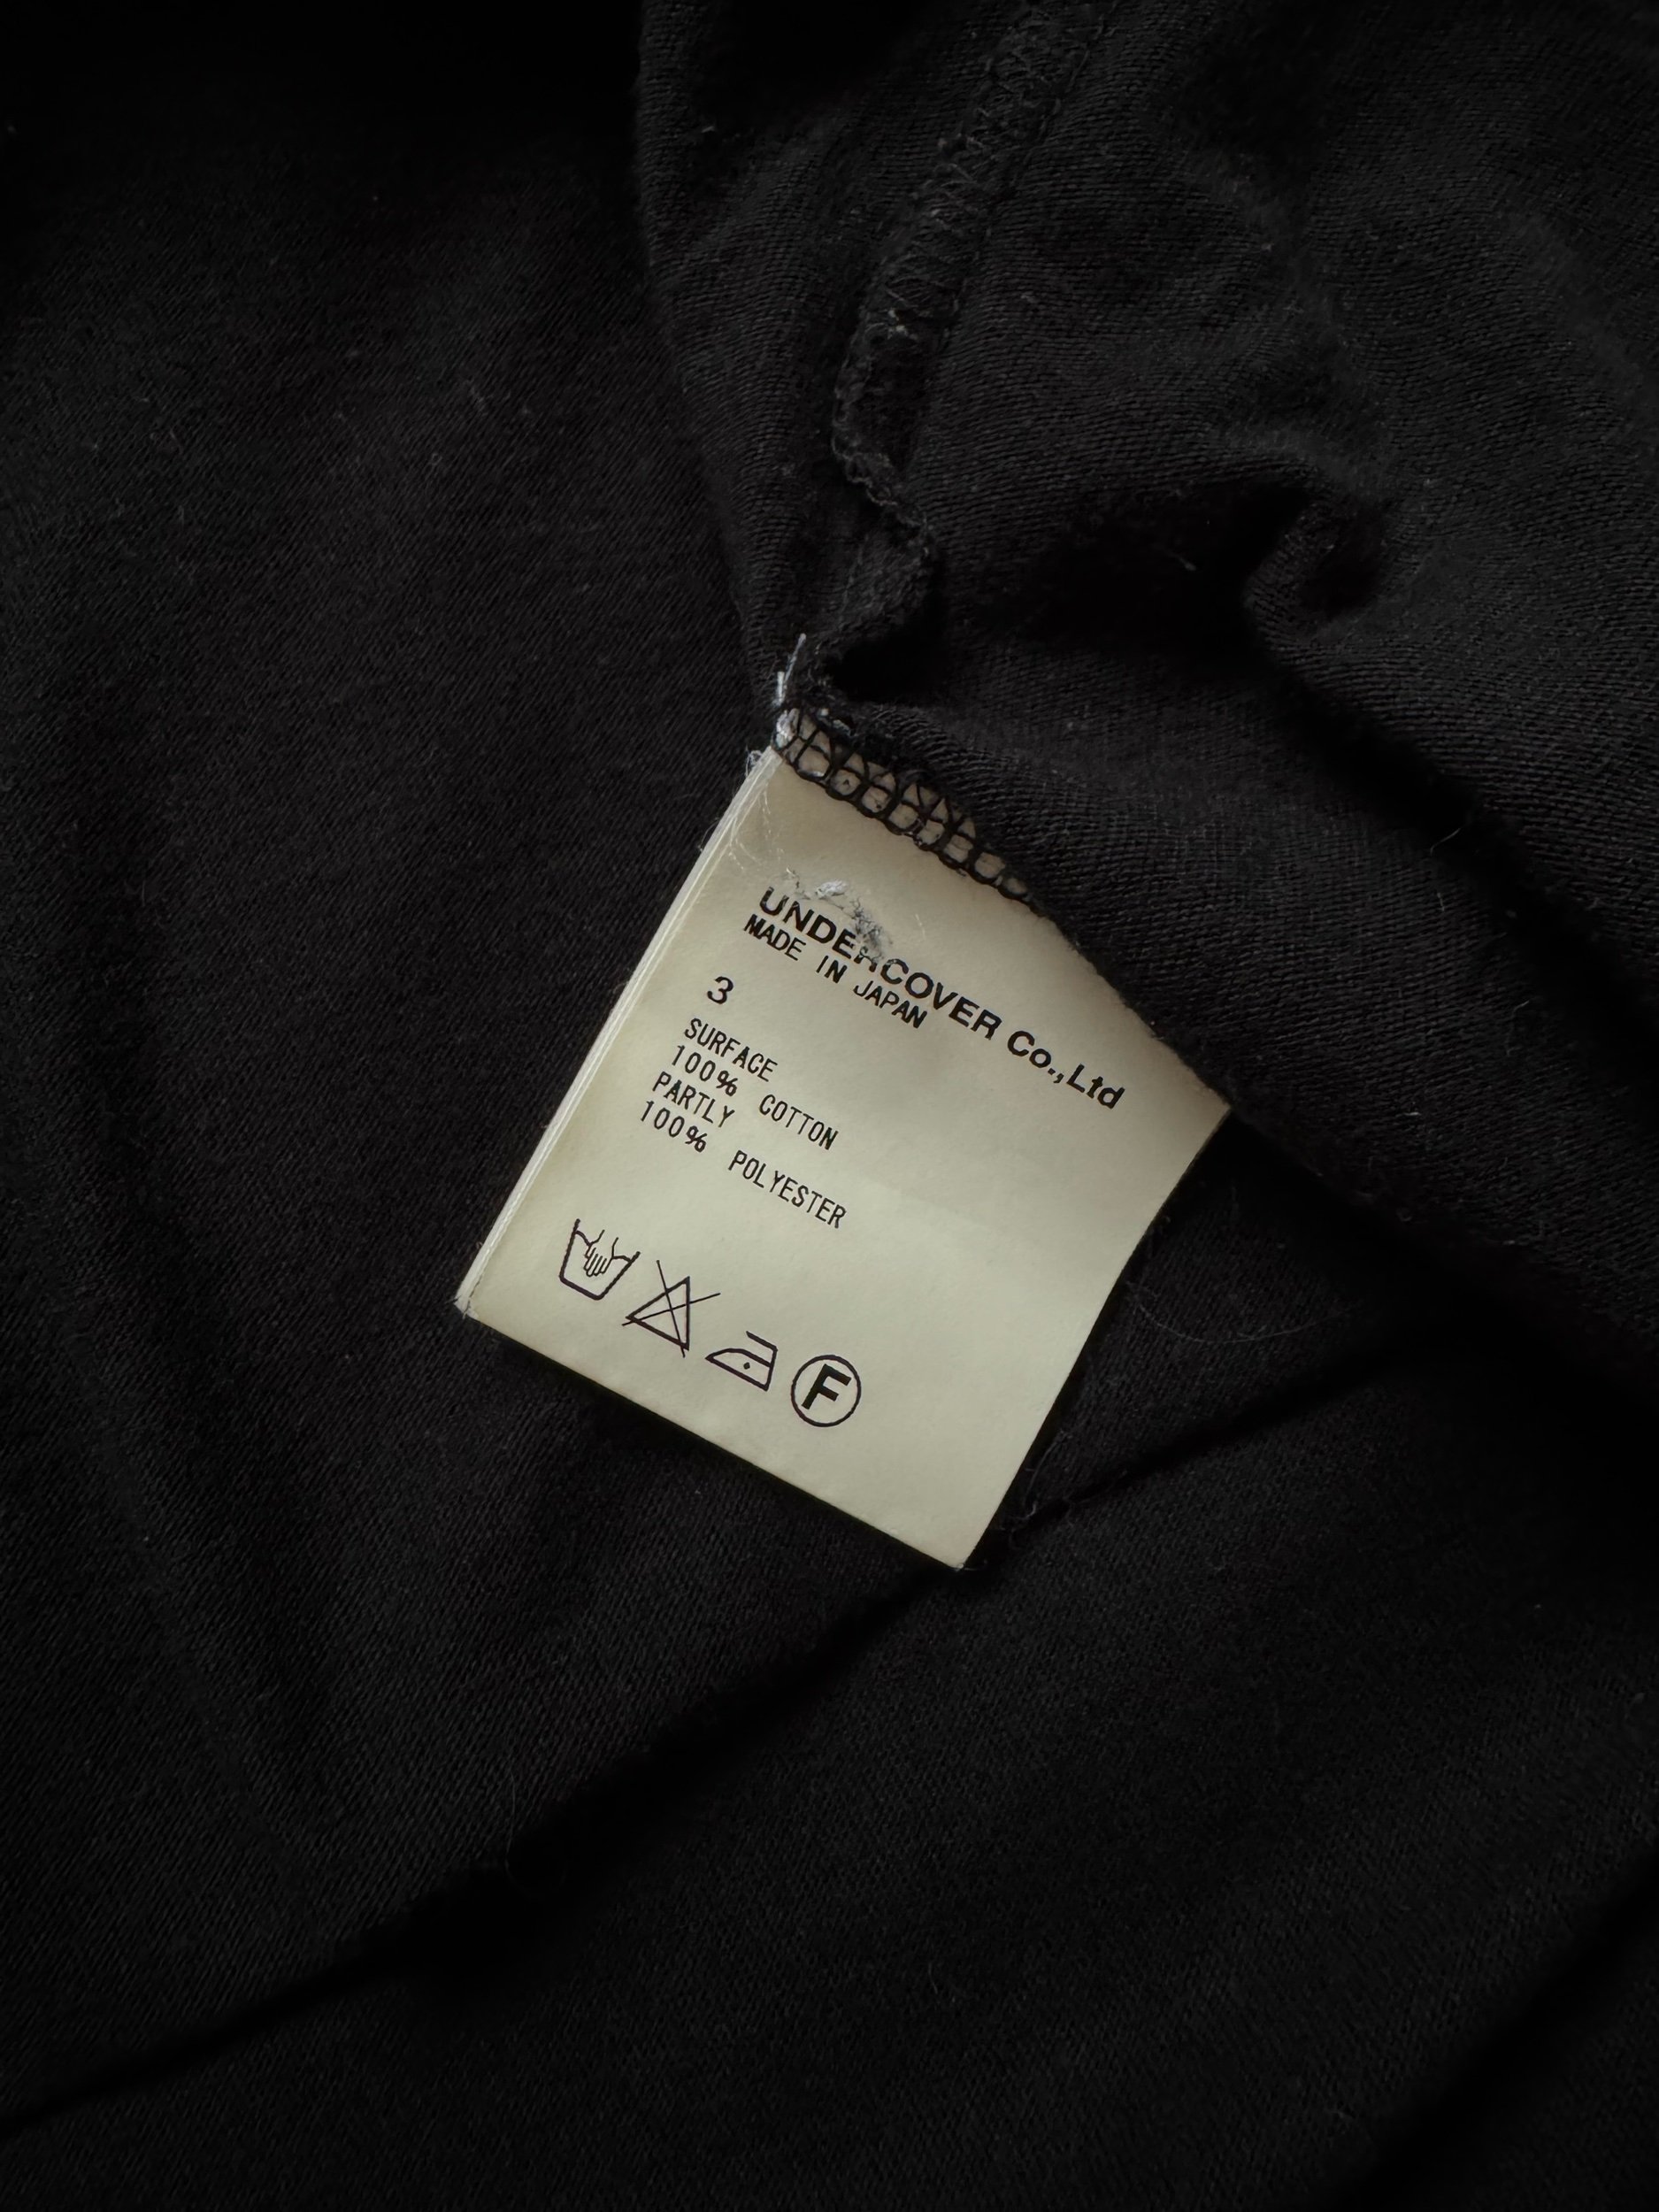 UNDERCOVER Co.,Ltd
MADE IN JAPAN
3
SURFACE
100% COTTON
PARTLY
100% POLYESTER
F